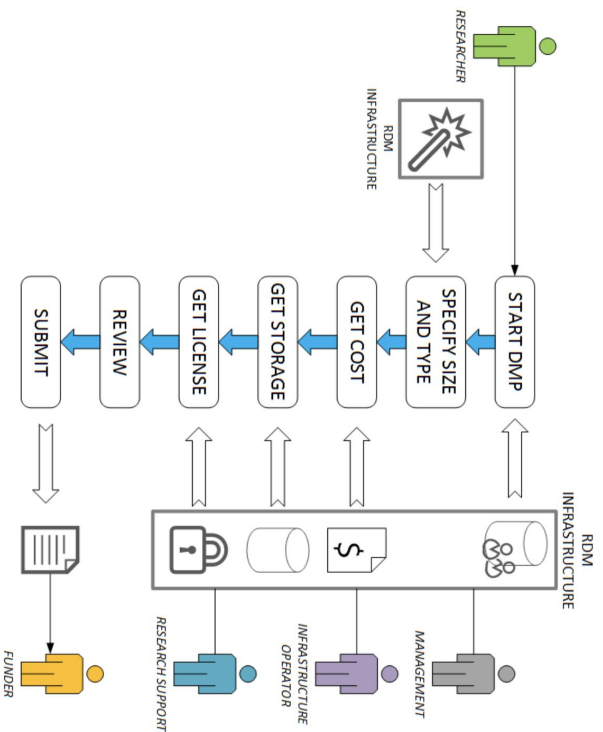 RDM
INFRASTRUCTURE
START DMP
RESEARCHER
SPECIFY SIZE
AND TYPE
MANAGEMENT
RDM
INFRASTRUCTURE
GET COST
$
INFRASTRUCTURE
OPERATOR
GET STORAGE
GET LICENSE
RESEARCH SUPPORT
REVIEW
SUBMIT
FUNDER